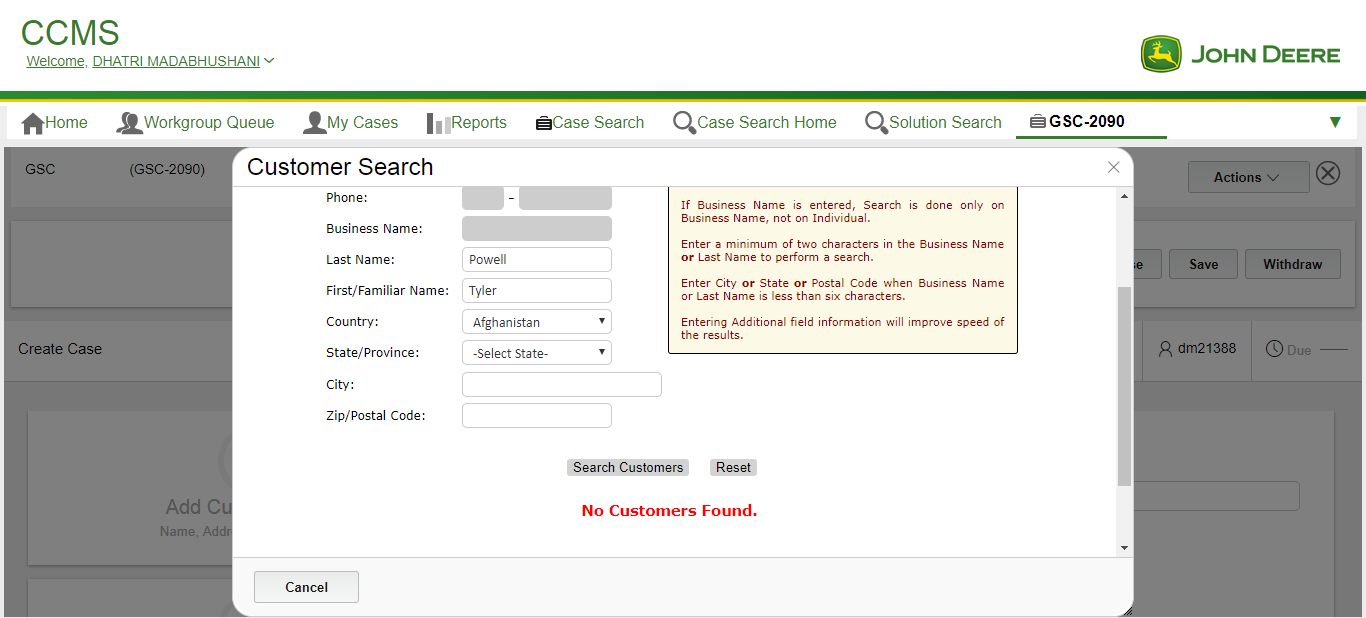 CCMS
Welcome, DHATRI MADABHUSHANI
JOHN DEERE
Home
Workgroup Queue
My Cases
Reports
Case Search
Case Search Home
Solution Search
GSC-2090
GSC
(GSC-2090)
Customer Search
Actions
Phone:
-
Business Name:
Last Name:
Powell
First/Familiar Name:
Tyler
Country:
Afghanistan
State/Province:
-Select State-
City:
Zip/Postal Code:
If Business Name is entered, Search is done only on
Business Name, not on Individual.
Enter a minimum of two characters in the Business Name
or Last Name to perform a search.
Enter City or State or Postal Code when Business Name
or Last Name is less than six characters.
Entering Additional field information will improve speed of
the results.
Save
Withdraw
Create Case
dm21388
Due
Search Customers
Reset
No Customers Found.
Add Cu
Name, Addr
Cancel